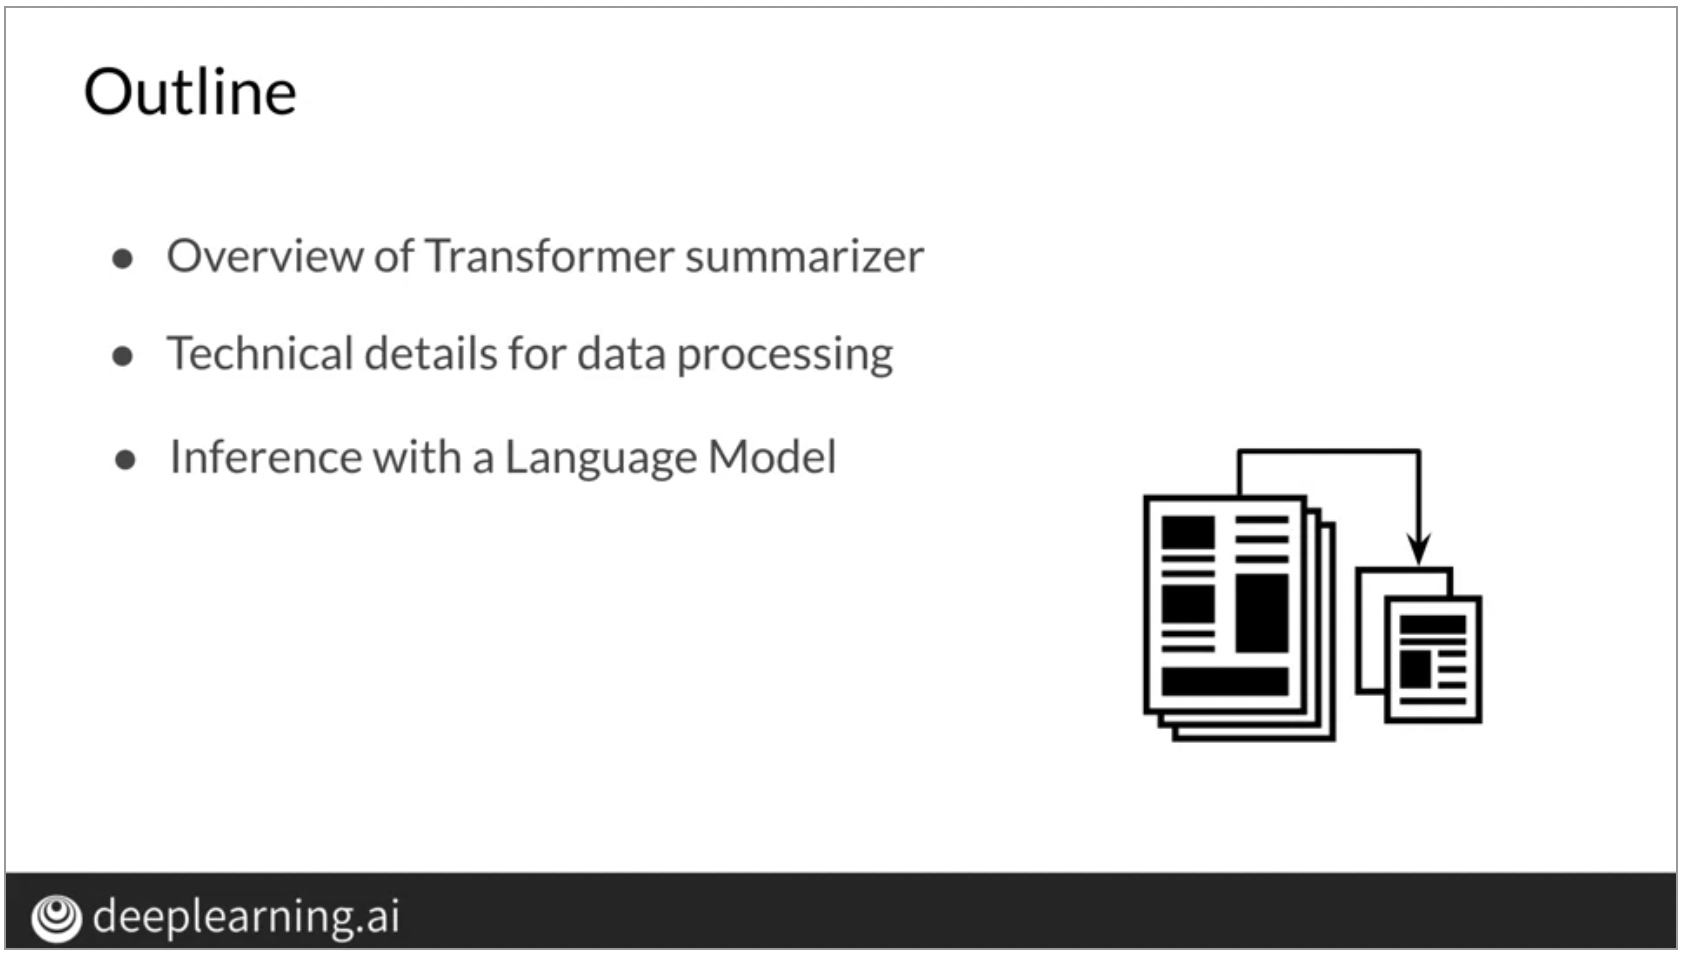 Outline
● Overview of Transformer summarizer
● Technical details for data processing
● Inference with a Language Model
deeplearning.ai